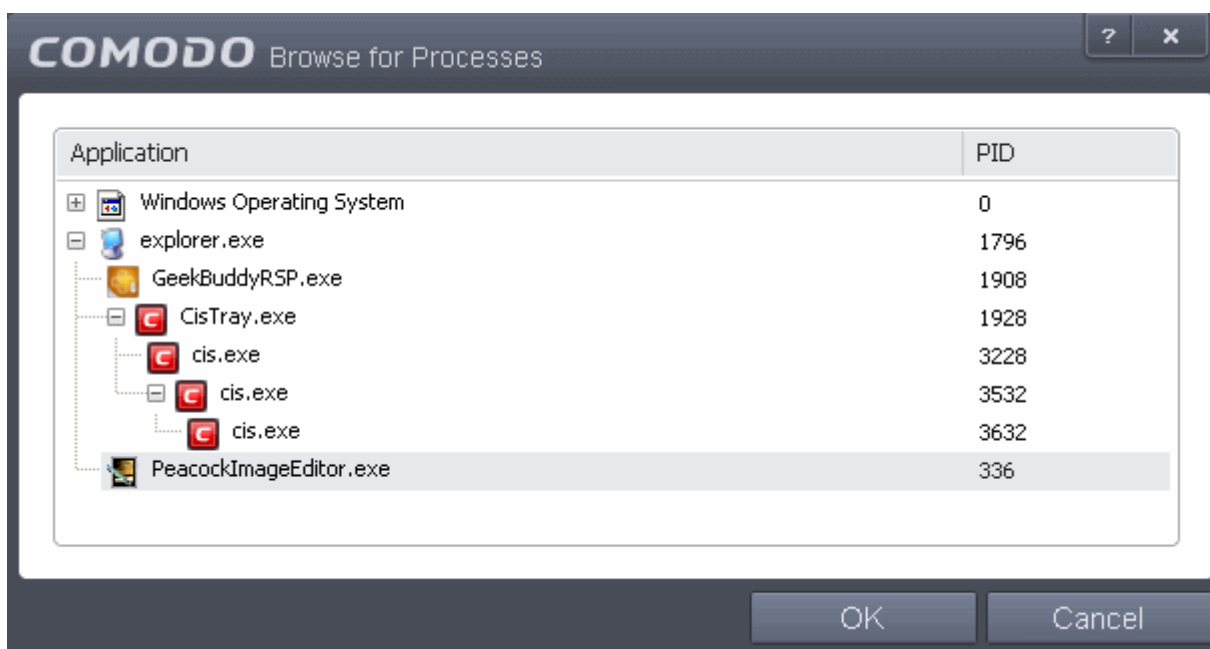 COMODO Browse for Processes ? x
Application PID
Windows Operating System 0
explorer.exe 1796
GeekBuddyRSP.exe 1908
CisTray.exe 1928
cis.exe 3228
cis.exe 3532
cis.exe 3632
PeacockImageEditor.exe 336
OK Cancel